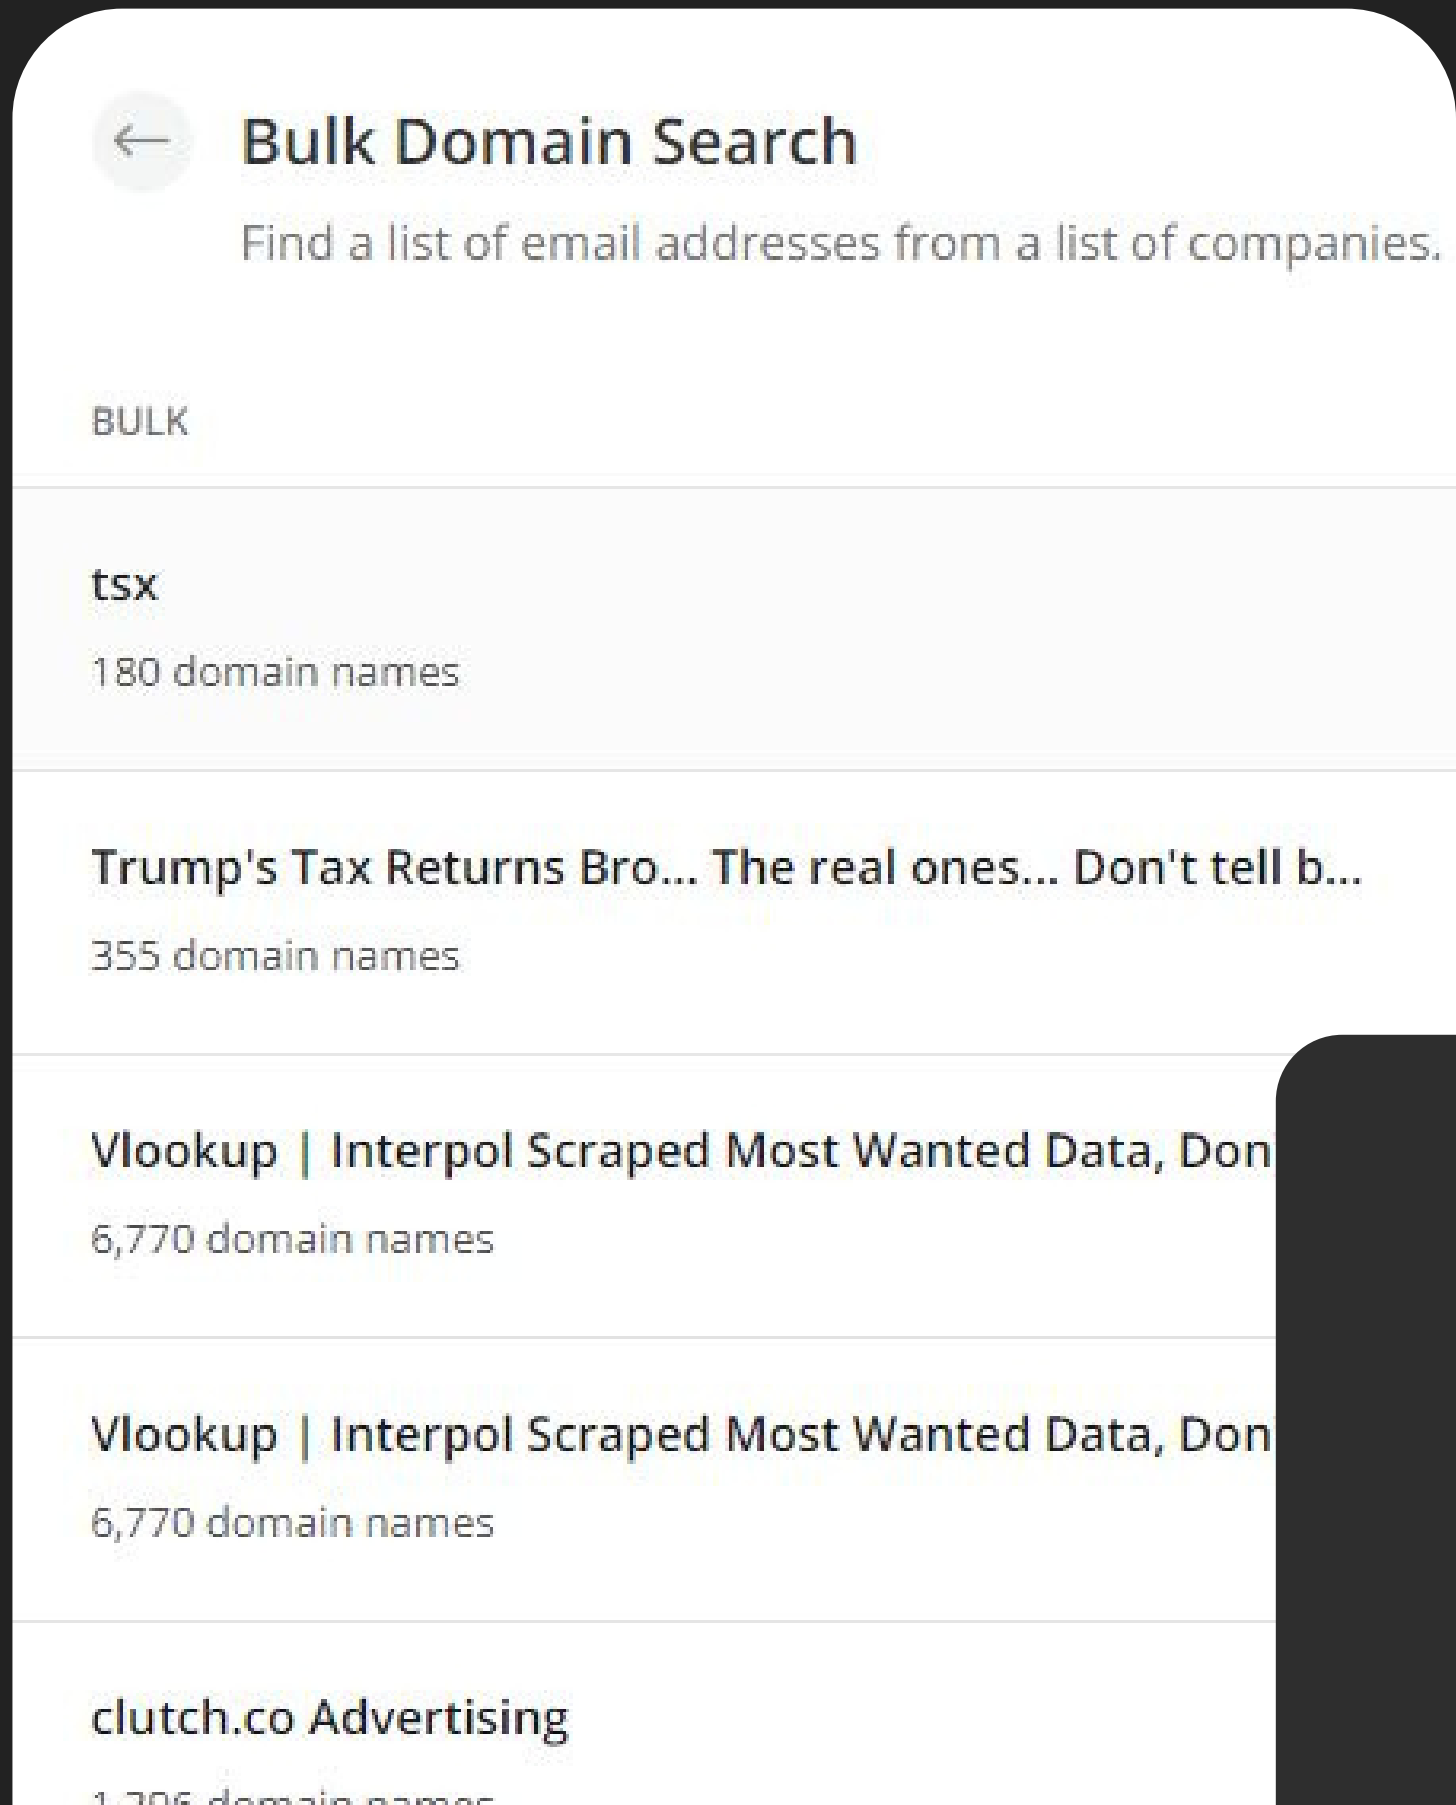 Bulk Domain Search
Find a list of email addresses from a list of companies.
BULK
tsx
180 domain names
Trump's Tax Returns Bro... The real ones... Don't tell b...
355 domain names
Vlookup | Interpol Scraped Most Wanted Data, Don
6,770 domain names
Vlookup | Interpol Scraped Most Wanted Data, Don
6,770 domain names
clutch.co Advertising
domain names